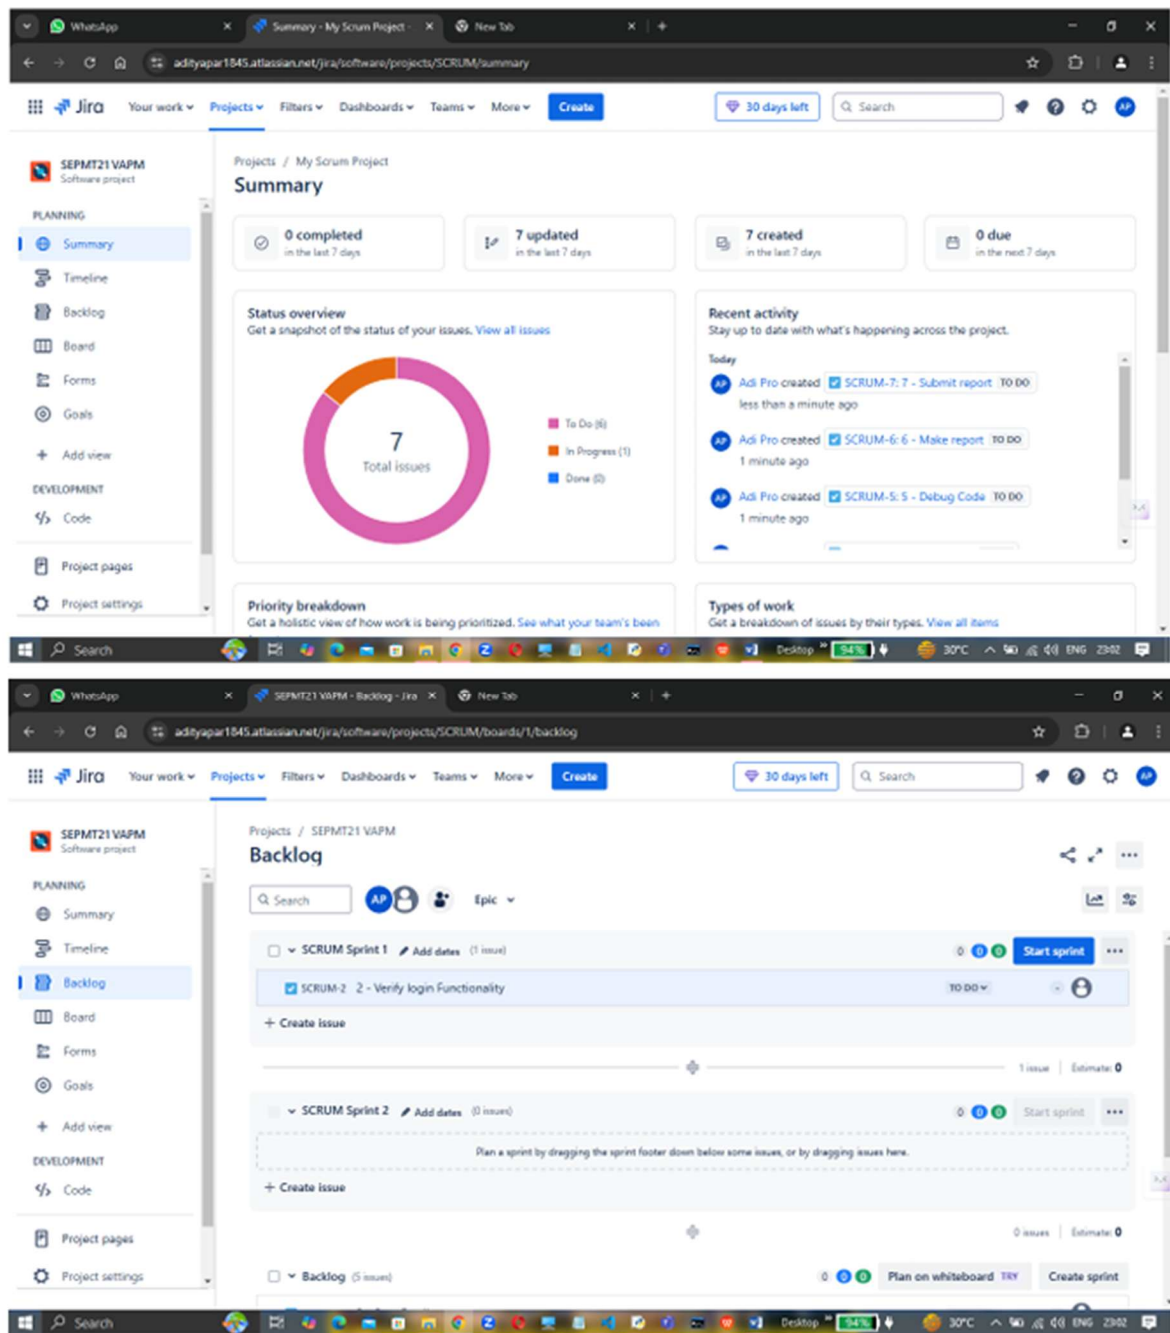 WhatsApp
Summary - My Scrum Project -
New Tab
adityapar1845.atlassian.net/jira/software/projects/SCRUM/summary
Jira
Your work
Projects
Filters
Dashboards
Teams
More
Create
30 days left
Search
AP
SEPMT21 VAPM
Software project
PLANNING
Summary
Timeline
Backlog
Board
Forms
Goals
+ Add view
DEVELOPMENT
Code
Project pages
Project settings
Projects / My Scrum Project
Summary
0 completed
in the last 7 days
7 updated
in the last 7 days
7 created
in the last 7 days
0 due
in the next 7 days
Status overview
Get a snapshot of the status of your issues. View all issues
7
Total issues
To Do (6)
In Progress (1)
Done (0)
Recent activity
Stay up to date with what's happening across the project.
Today
AP Adi Pro created SCRUM-7: 7 - Submit report TO DO
less than a minute ago
AP Adi Pro created SCRUM-6: 6 - Make report TO DO
1 minute ago
AP Adi Pro created SCRUM-5: 5 - Debug Code TO DO
1 minute ago
Priority breakdown
Get a holistic view of how work is being prioritized. See what your team's been
Types of work
Get a breakdown of issues by their types. View all items
Search
Desktop
94%
30°C
ENG
23:02
WhatsApp
SEPMT21 VAPM - Backlog - Jira
New Tab
adityapar1845.atlassian.net/jira/software/projects/SCRUM/boards/1/backlog
Jira
Your work
Projects
Filters
Dashboards
Teams
More
Create
30 days left
Search
AP
SEPMT21 VAPM
Software project
PLANNING
Summary
Timeline
Backlog
Board
Forms
Goals
+ Add view
DEVELOPMENT
Code
Project pages
Project settings
Projects / SEPMT21 VAPM
Backlog
Search
AP
Epic
SCRUM Sprint 1 Add dates (1 issue)
0 0 0 Start sprint
SCRUM-2 2 - Verify login Functionality TO DO -
+ Create issue
1 issue Estimate: 0
SCRUM Sprint 2 Add dates (0 issues)
0 0 0 Start sprint
Plan a sprint by dragging the sprint footer down below some issues, or by dragging issues here.
+ Create issue
0 issues Estimate: 0
Backlog (5 issues)
0 0 0 Plan on whiteboard TRY Create sprint
Search
Desktop
94%
30°C
ENG
23:02